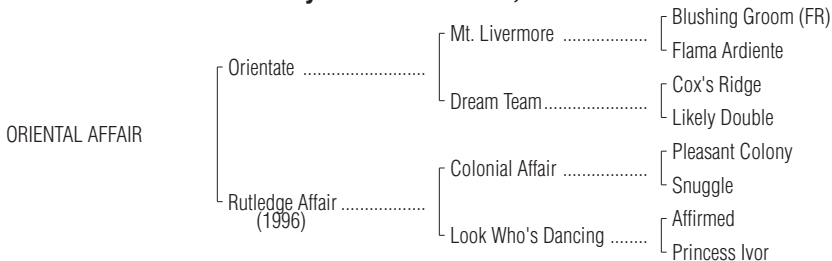 Blushing Groom (FR)
Mt. Livermore ..................
Flama Ardiente
Orientate ..........................
Cox's Ridge
Dream Team......................
Likely Double
ORIENTAL AFFAIR
Pleasant Colony
Colonial Affair ..................
Snuggle
Rutledge Affair ..................
(1996)
Affirmed
Look Who's Dancing ........
Princess Ivor